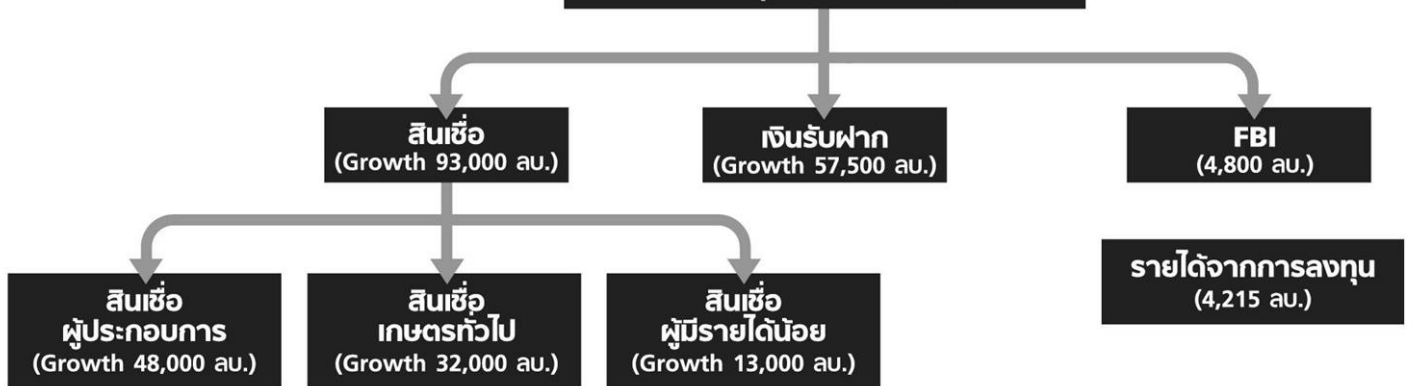 สินเชื่อ
(Growth 93,000 ลบ.)
เงินรับฝาก
(Growth 57,500 ลบ.)
FBI
(4,800 ลบ.)
รายได้จากการลงทุน
(4,215 ลบ.)
สินเชื่อ
ผู้ประกอบการ
(Growth 48,000 ลบ.)
สินเชื่อ
เกษตรทั่วไป
(Growth 32,000 ลบ.)
สินเชื่อ
ผู้มีรายได้น้อย
(Growth 13,000 ลบ.)